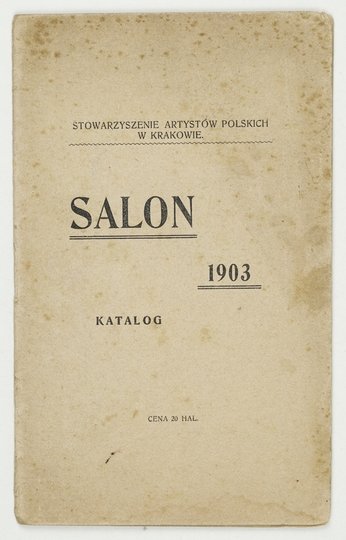 STOWARZYSZENIE ARTYSTÓW POLSKICH
W KRAKOWIE.
SALON
1903
KATALOG
CENA 20 HAL.